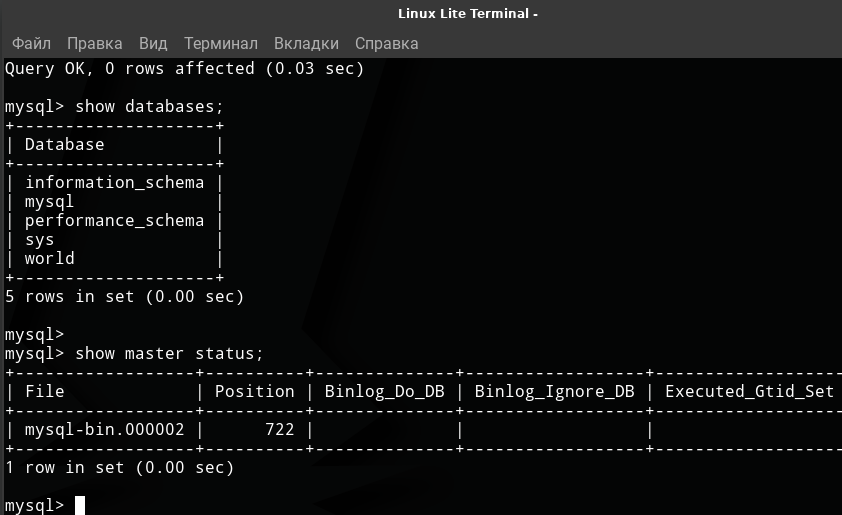 Linux Lite Terminal -
Файл Правка Вид Терминал Вкладки Справка
Query OK, 0 rows affected (0.03 sec)
mysql> show databases;
+--------------------+
| Database           |
+--------------------+
| information_schema |
| mysql              |
| performance_schema |
| sys                |
| world              |
+--------------------+
5 rows in set (0.00 sec)
mysql>
mysql> show master status;
+------------------+----------+--------------+------------------+------------------
| File             | Position | Binlog_Do_DB | Binlog_Ignore_DB | Executed_Gtid_Set
+------------------+----------+--------------+------------------+------------------
| mysql-bin.000002 |      722 |              |                  |
+------------------+----------+--------------+------------------+------------------
1 row in set (0.00 sec)
mysql>